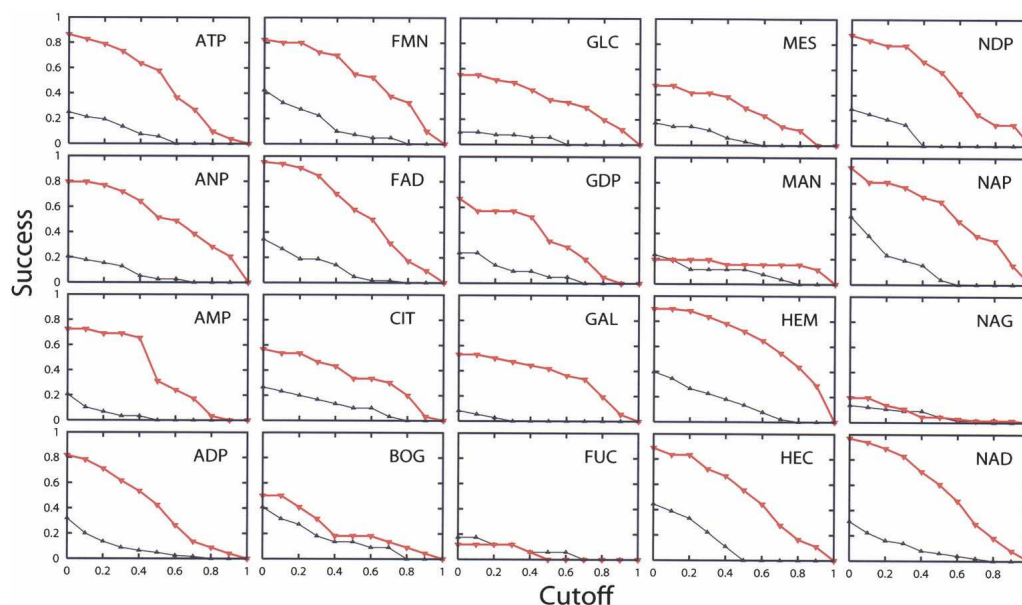 1
0.8
0.6
0.4
0.2
0
ATP
FMN
GLC
MES
NDP
1
0.8
0.6
0.4
0.2
0
ANP
FAD
GDP
MAN
NAP
Success
1
0.8
0.6
0.4
0.2
0
AMP
CIT
GAL
HEM
NAG
1
0.8
0.6
0.4
0.2
0
ADP
BOG
FUC
HEC
NAD
0 0.2 0.4 0.6 0.8 1
0 0.2 0.4 0.6 0.8 1
0 0.2 0.4 0.6 0.8 1
0 0.2 0.4 0.6 0.8 1
0 0.2 0.4 0.6 0.8
Cutoff